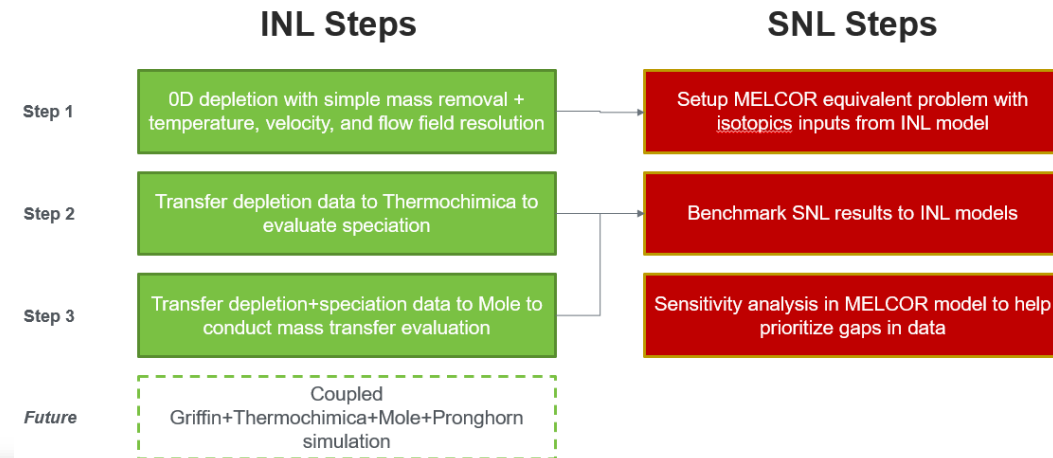 INL Steps
SNL Steps
Step 1
0D depletion with simple mass removal +
temperature, velocity, and flow field resolution
Setup MELCOR equivalent problem with
isotopics inputs from INL model
Step 2
Transfer depletion data to Thermochimica to
evaluate speciation
Benchmark SNL results to INL models
Step 3
Transfer depletion+speciation data to Mole to
conduct mass transfer evaluation
Sensitivity analysis in MELCOR model to help
prioritize gaps in data
Future
Coupled
Griffin+Thermochimica+Mole+Pronghorn
simulation